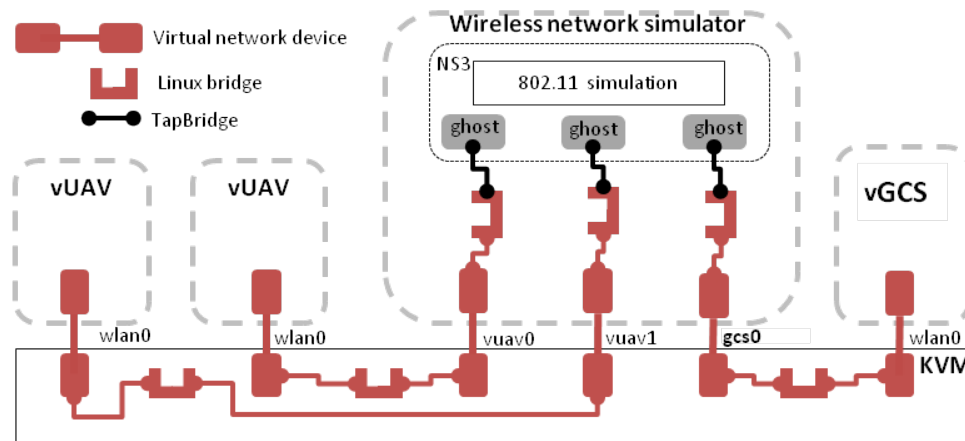 Wireless network simulator
Virtual network device
Linux bridge
TapBridge
NS3
802.11 simulation
ghost ghost ghost
vUAV vUAV vGCS
wlan0 wlan0 vuav0 vuav1 gcs0 wlan0
KVM